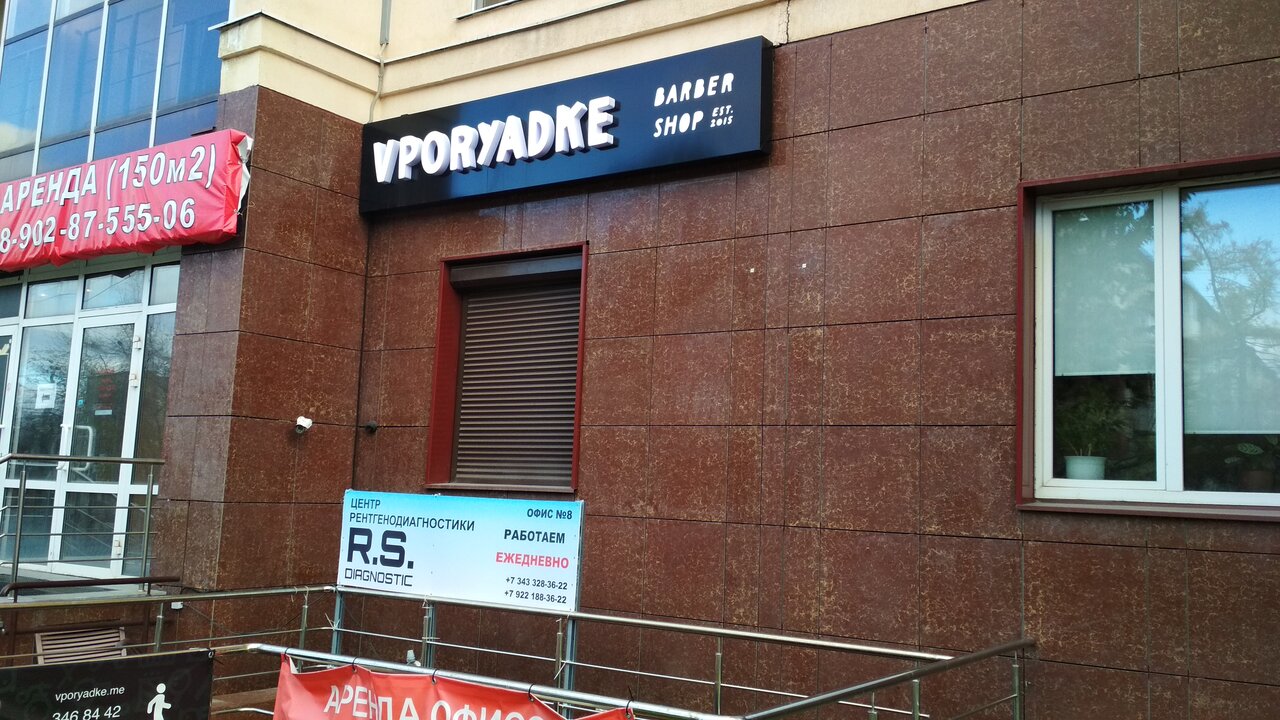 VPORYADKE
BARBER
SHOP EST.
2015
АРЕНДА (150м2)
8-902-87-555-06
ЦЕНТР
РЕНТГЕНОДИАГНОСТИКИ
R.S.
DIAGNOSTIC
ОФИС №8
РАБОТАЕМ
ЕЖЕДНЕВНО
+7 343 328-36-22
+7 922 188-36-22
vporyadke.me
346 84 42
АРЕНДА ОФИС